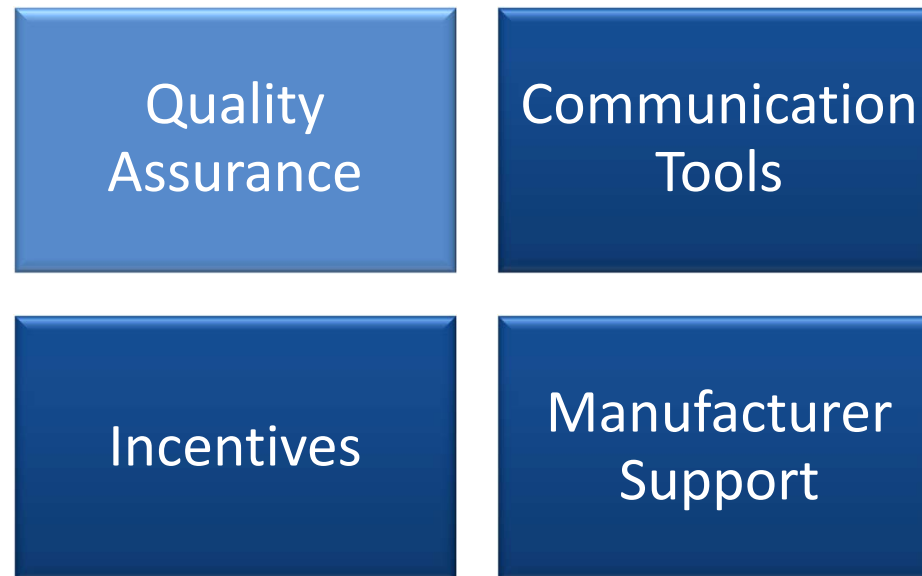 Quality
Assurance
Communication
Tools
Incentives
Manufacturer
Support